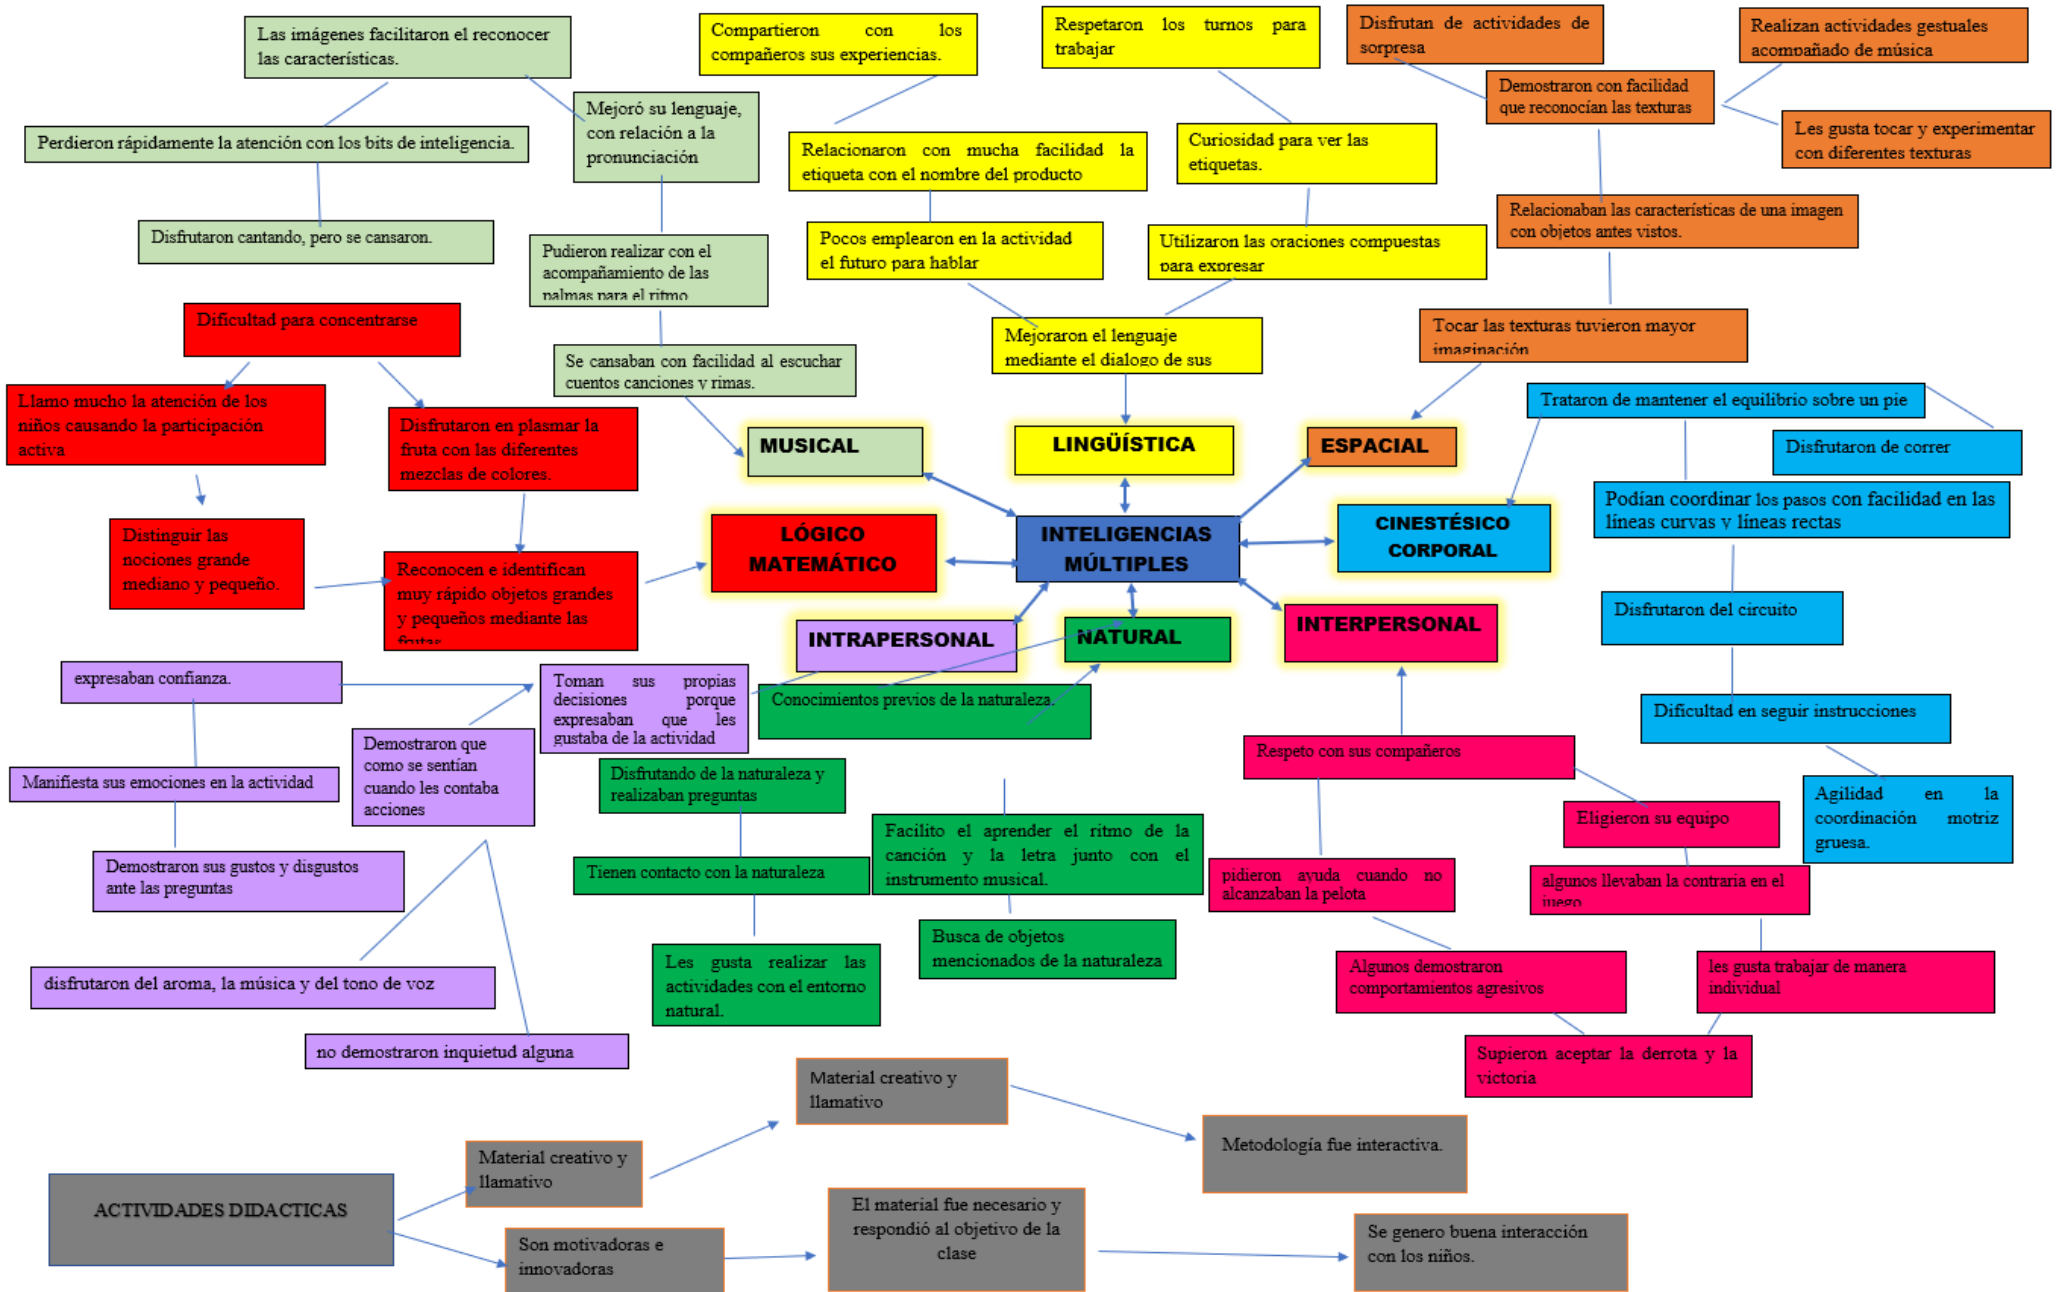 Las imágenes facilitaron el reconocer
las características.
Compartieron con los
compañeros sus experiencias.
Respetaron los turnos para
trabajar
Disfrutan de actividades de
sorpresa
Realizan actividades gestuales
acompañado de música
Demostraron con facilidad
que reconocían las texturas
Mejoró su lenguaje,
con relación a la
pronunciación
Les gusta tocar y experimentar
con diferentes texturas
Perdieron rápidamente la atención con los bits de inteligencia.
Relacionaron con mucha facilidad la
etiqueta con el nombre del producto
Curiosidad para ver las
etiquetas.
Relacionaban las características de una imagen
con objetos antes vistos.
Disfrutaron cantando, pero se cansaron.
Pudieron realizar con el
acompañamiento de las
palmas para el ritmo
Pocos emplearon en la actividad
el futuro para hablar
Utilizaron las oraciones compuestas
para expresar
Dificultad para concentrarse
Mejoraron el lenguaje
mediante el dialogo de sus
Tocar las texturas tuvieron mayor
imaginación
Se cansaban con facilidad al escuchar
cuentos canciones y rimas.
Llamo mucho la atención de los
niños causando la participación
activa
Disfrutaron en plasmar la
fruta con las diferentes
mezclas de colores.
Trataron de mantener el equilibrio sobre un pie
Disfrutaron de correr
MUSICAL
LINGÜÍSTICA
ESPACIAL
Podían coordinar los pasos con facilidad en las
líneas curvas y líneas rectas
Distinguir las
nociones grande
mediano y pequeño.
Reconocen e identifican
muy rápido objetos grandes
y pequeños mediante las
frutas
LÓGICO
MATEMÁTICO
INTELIGENCIAS
MÚLTIPLES
CINESTÉSICO
CORPORAL
Disfrutaron del circuito
INTRAPERSONAL
NATURAL
INTERPERSONAL
expresaban confianza.
Toman sus propias
decisiones porque
expresaban que les
gustaba de la actividad
Conocimientos previos de la naturaleza.
Dificultad en seguir instrucciones
Demostraron que
como se sentían
cuando les contaba
acciones
Respeto con sus compañeros
Manifiesta sus emociones en la actividad
Disfrutando de la naturaleza y
realizaban preguntas
Agilidad en la
coordinación motriz
gruesa.
Eligieron su equipo
Facilito el aprender el ritmo de la
canción y la letra junto con el
instrumento musical.
Demostraron sus gustos y disgustos
ante las preguntas
Tienen contacto con la naturaleza
pidieron ayuda cuando no
alcanzaban la pelota
algunos llevaban la contraria en el
juego
Busca de objetos
mencionados de la naturaleza
Les gusta realizar las
actividades con el entorno
natural.
Algunos demostraron
comportamientos agresivos
les gusta trabajar de manera
individual
disfrutaron del aroma, la música y del tono de voz
no demostraron inquietud alguna
Supieron aceptar la derrota y la
victoria
Material creativo y
llamativo
Metodología fue interactiva.
Material creativo y
llamativo
ACTIVIDADES DIDACTICAS
El material fue necesario y
respondió al objetivo de la
clase
Son motivadoras e
innovadoras
Se genero buena interacción
con los niños.